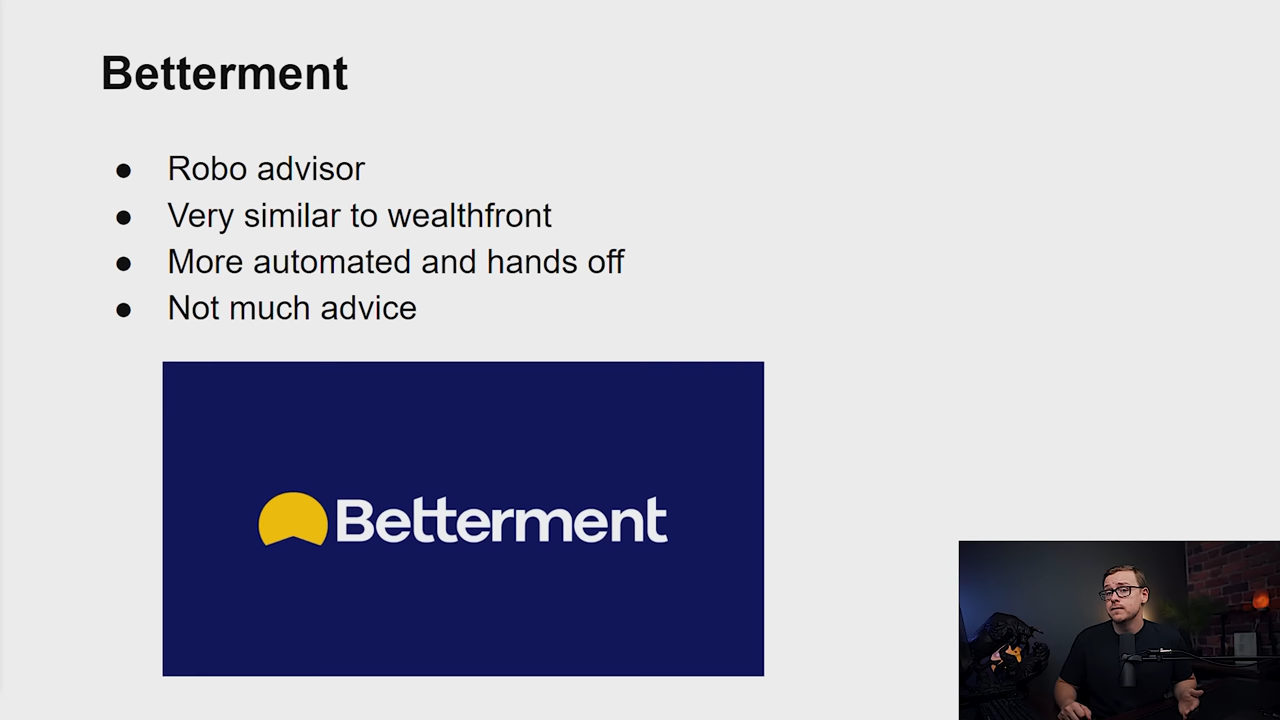 Betterment
● Robo advisor
● Very similar to wealthfront
● More automated and hands off
● Not much advice
Betterment